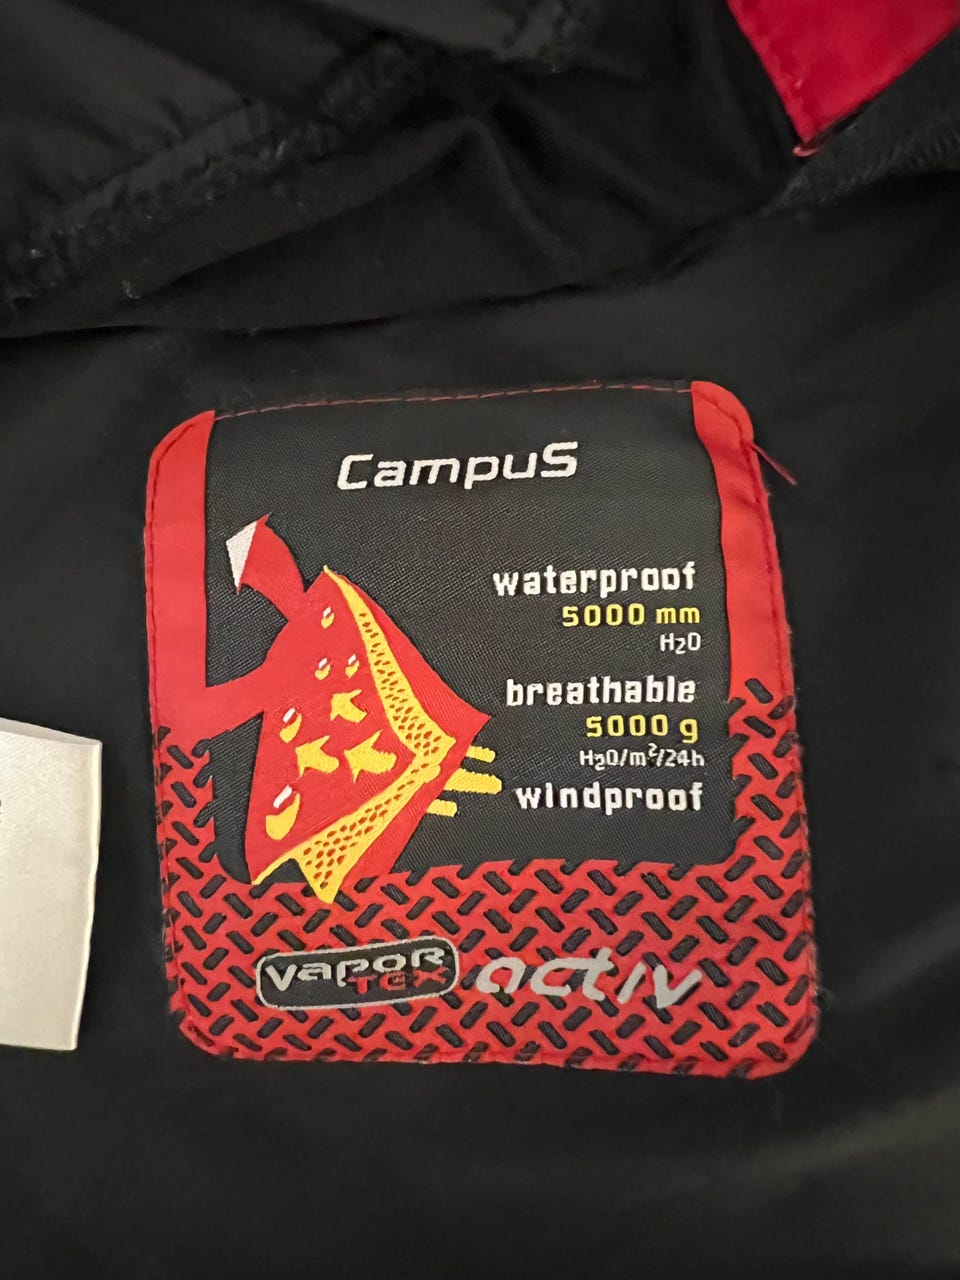 CampuS
waterproof
5000 mm
H₂O
breathable
5000 g
H₂O/m²/24h
windproof
VAPOR
TEX
activ